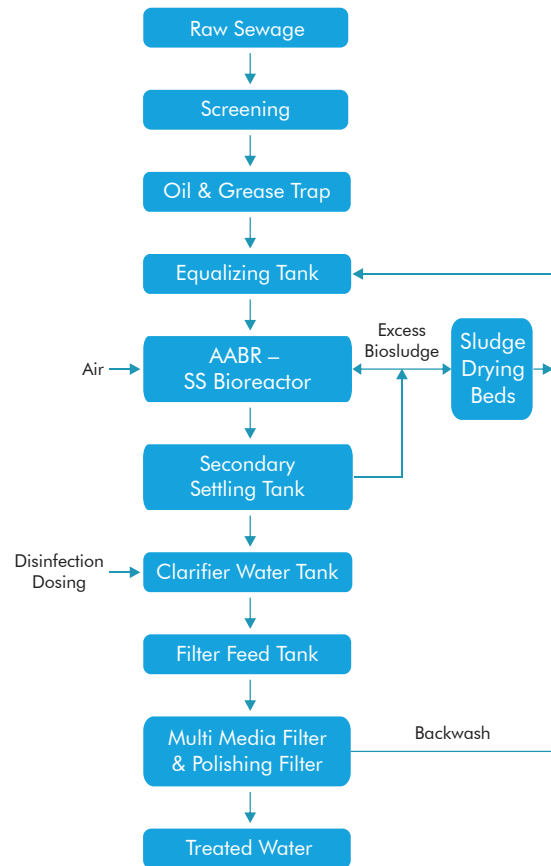 Raw Sewage
Screening
Oil & Grease Trap
Equalizing Tank
Air
AABR –
SS Bioreactor
Excess
Biosludge
Sludge
Drying
Beds
Secondary
Settling Tank
Disinfection
Dosing
Clarifier Water Tank
Filter Feed Tank
Multi Media Filter
& Polishing Filter
Backwash
Treated Water